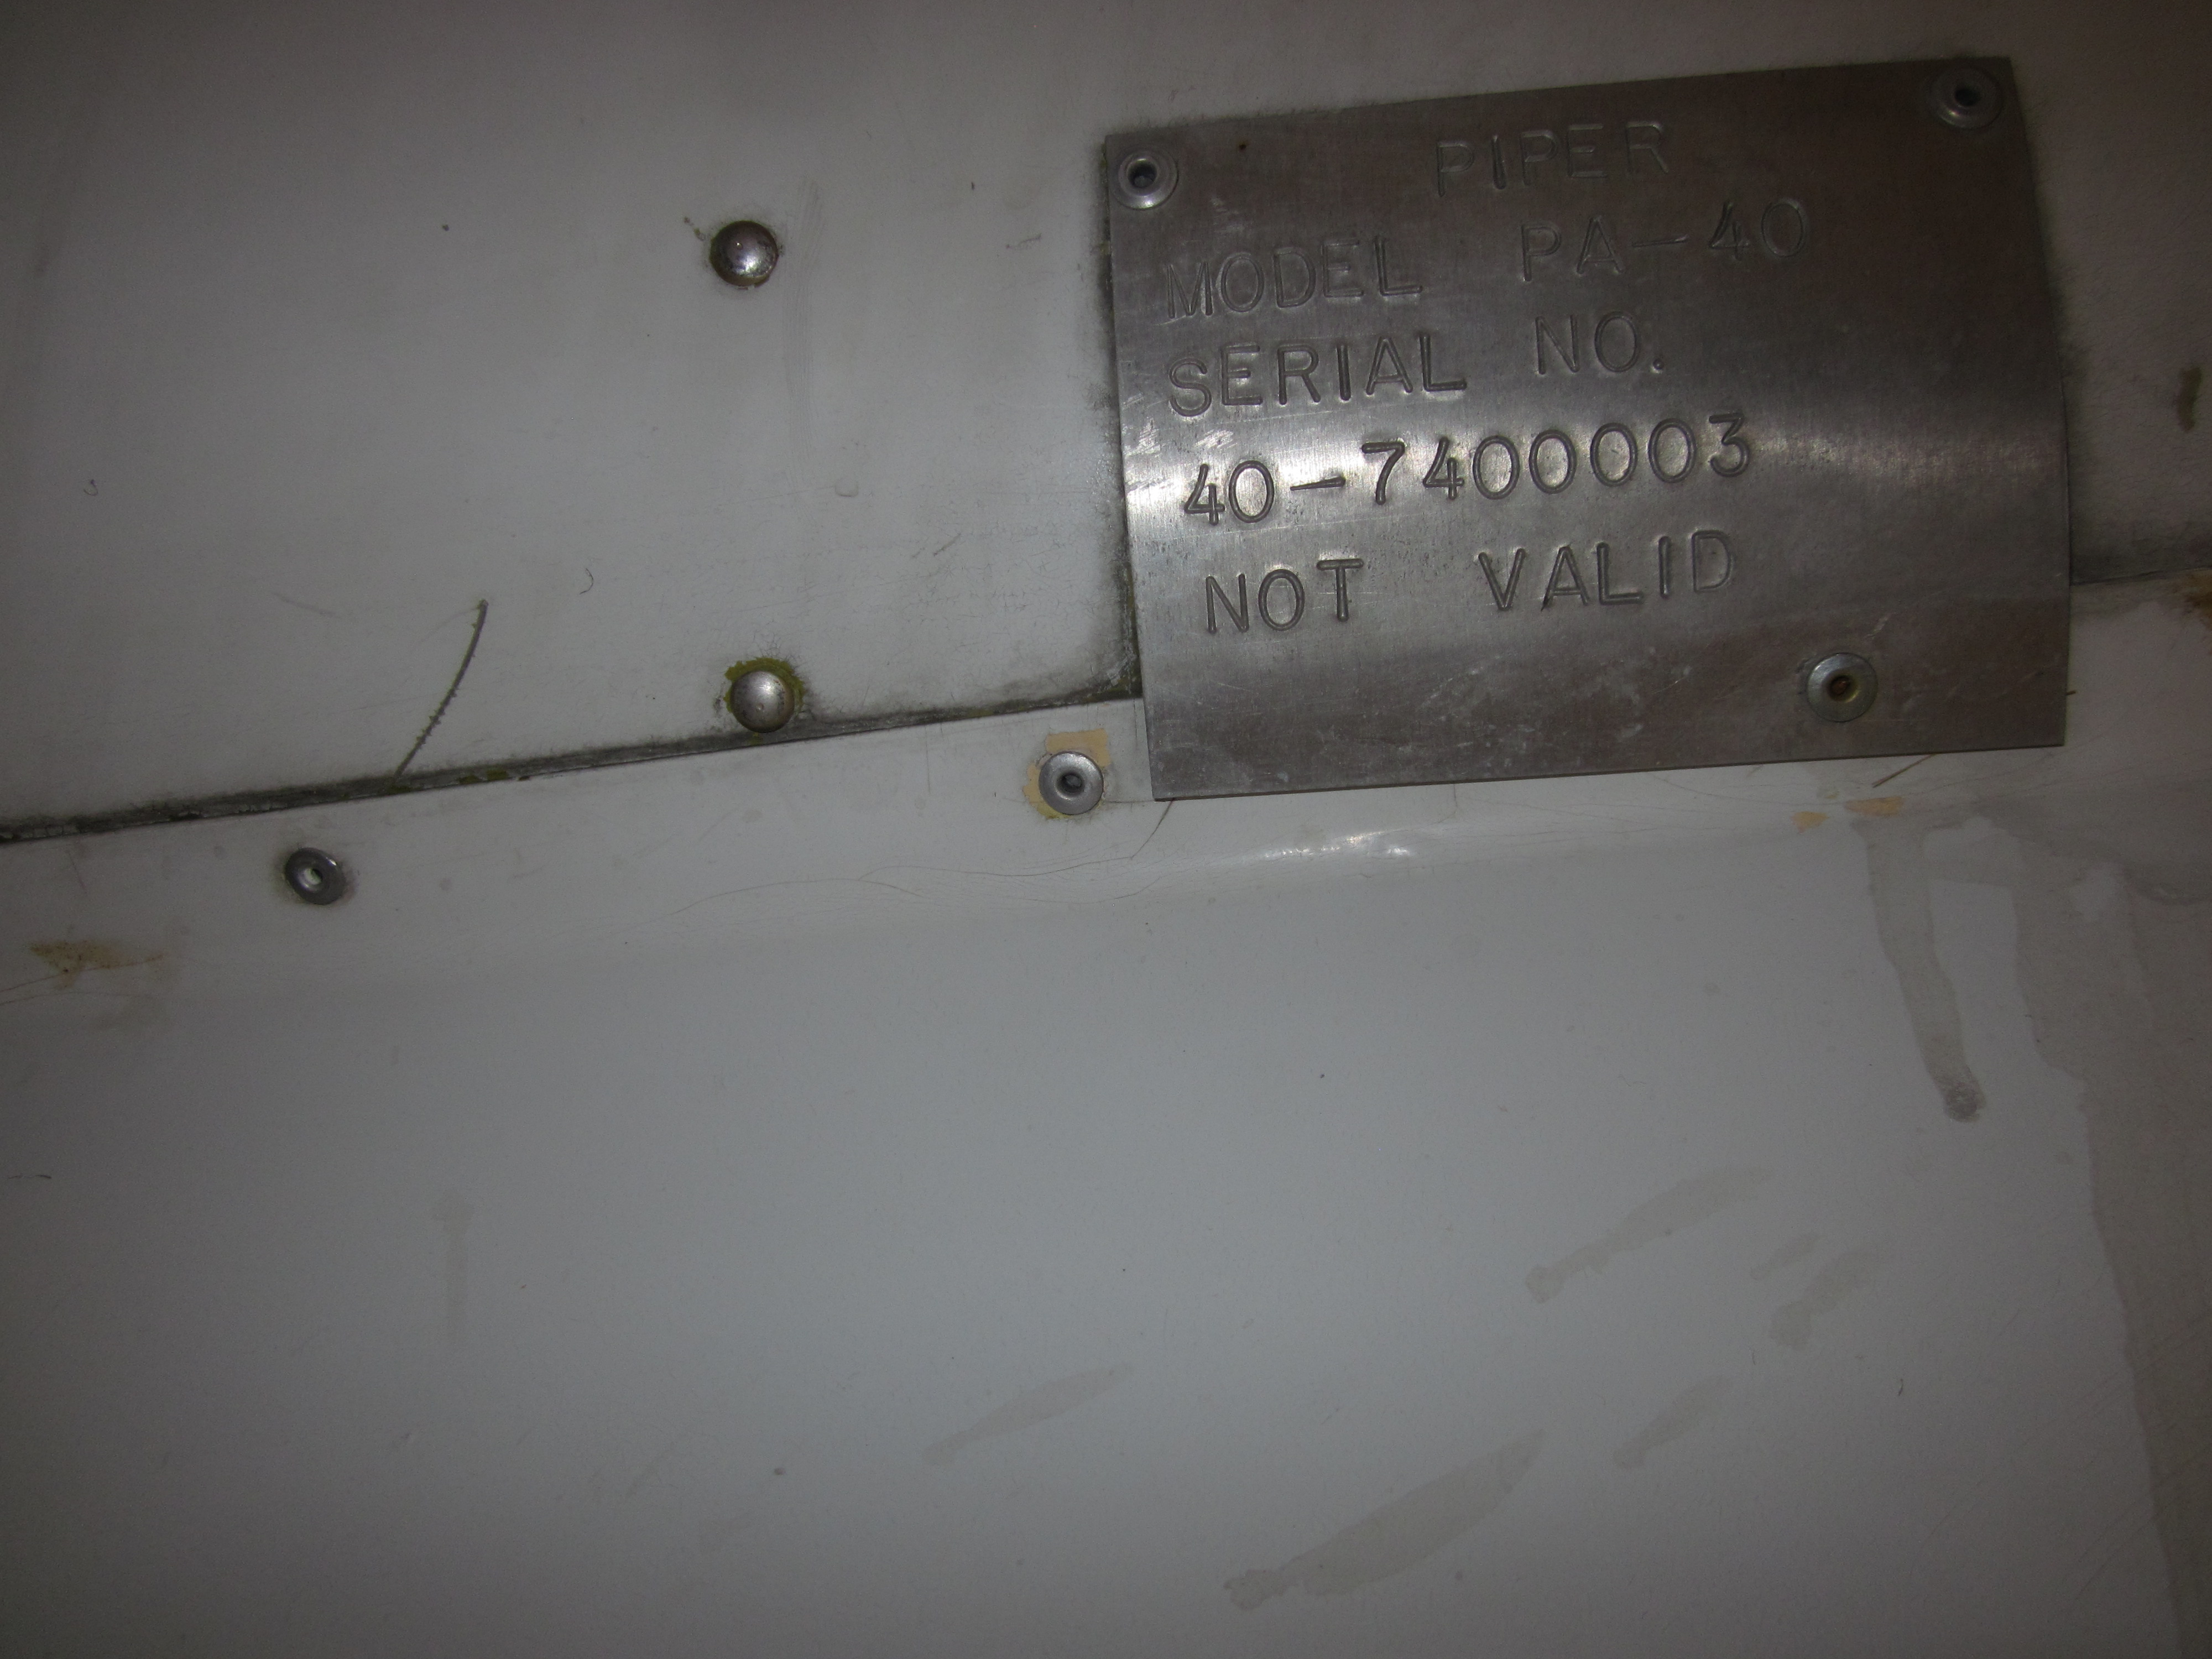 PIPER
MODEL PA-40
SERIAL NO.
40-7400003
NOT VALID